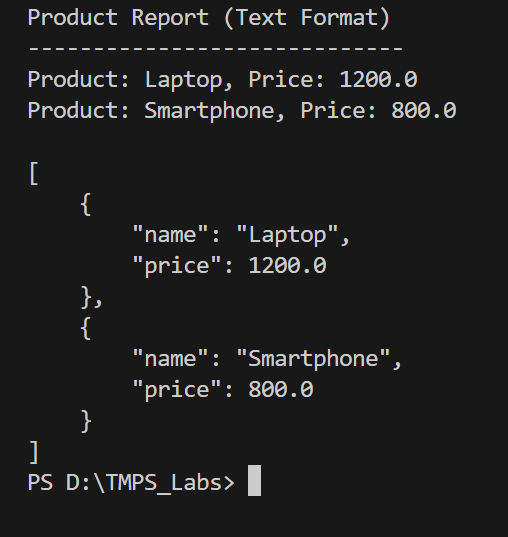 Product Report (Text Format)
-----------------------------
Product: Laptop, Price: 1200.0
Product: Smartphone, Price: 800.0

[
    {
        "name": "Laptop",
        "price": 1200.0
    },
    {
        "name": "Smartphone",
        "price": 800.0
    }
]
PS D:\TMPS_Labs>